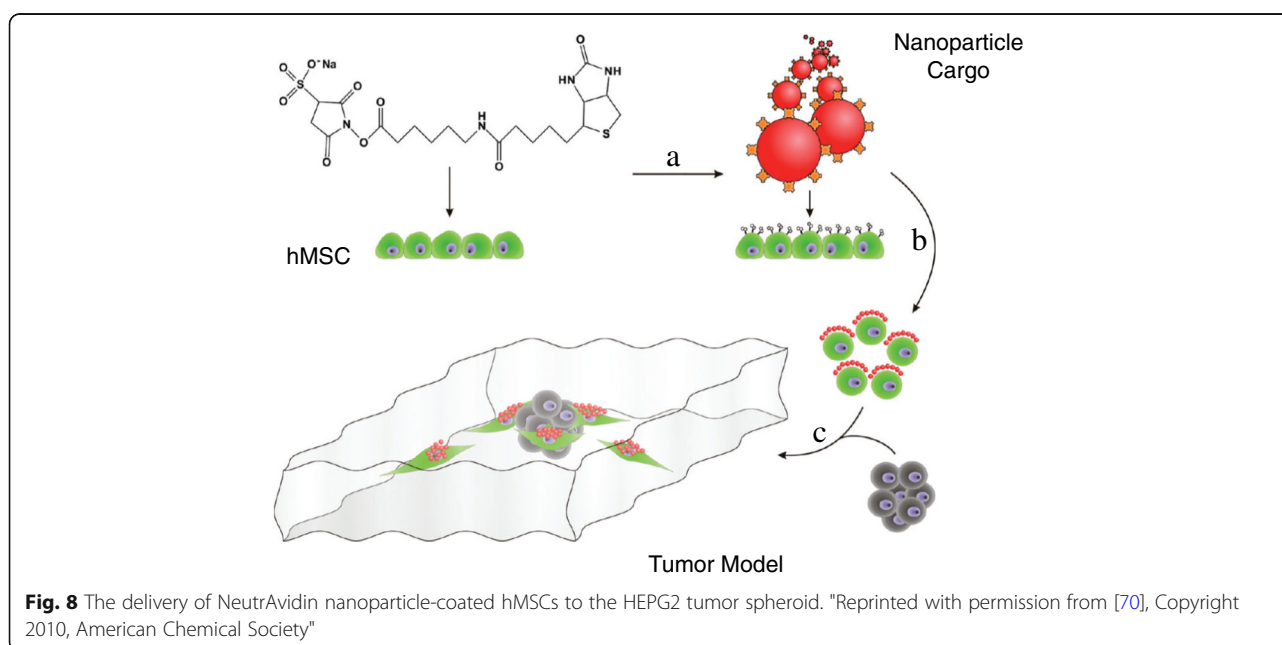 Nanoparticle
Cargo
O
O⁻Na
S
O
O
O
N
O
O
O
H
N
O
O
HN
NH
S
a
hMSC
b
c
Tumor Model
Fig. 8 The delivery of NeutrAvidin nanoparticle-coated hMSCs to the HEPG2 tumor spheroid. "Reprinted with permission from [70], Copyright
2010, American Chemical Society"